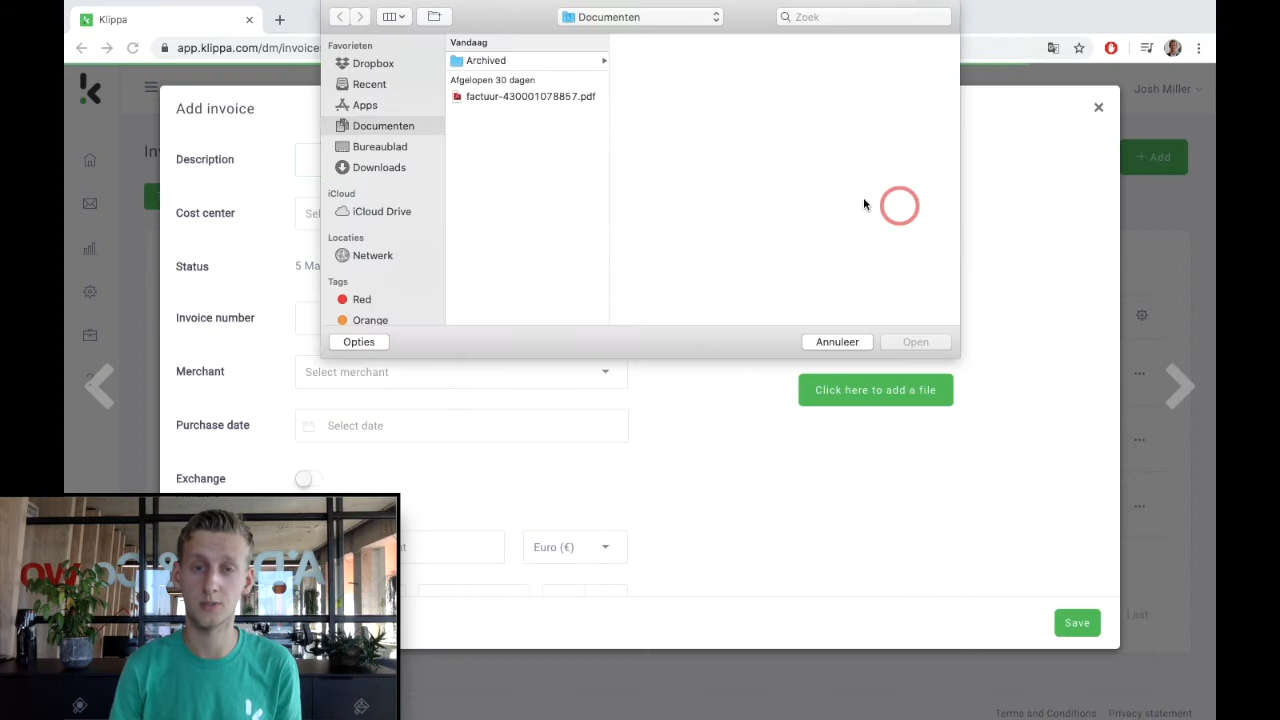 Klippa
Documenten
Zoek
app.klippa.com/dm/invoice
Favorieten
Dropbox
Recent
Apps
Documenten
Bureaublad
Downloads
iCloud
iCloud Drive
Locaties
Netwerk
Tags
Red
Orange
Vandaag
Archived
Afgelopen 30 dagen
factuur-430001078857.pdf
Opties
Annuleer
Open
Josh Miller
+ Add
Add invoice
Description
Cost center
Status
5 Ma
Invoice number
Merchant
Select merchant
Purchase date
Select date
Exchange
Euro (€)
Click here to add a file
Save
Last
Terms and Conditions
Privacy statement